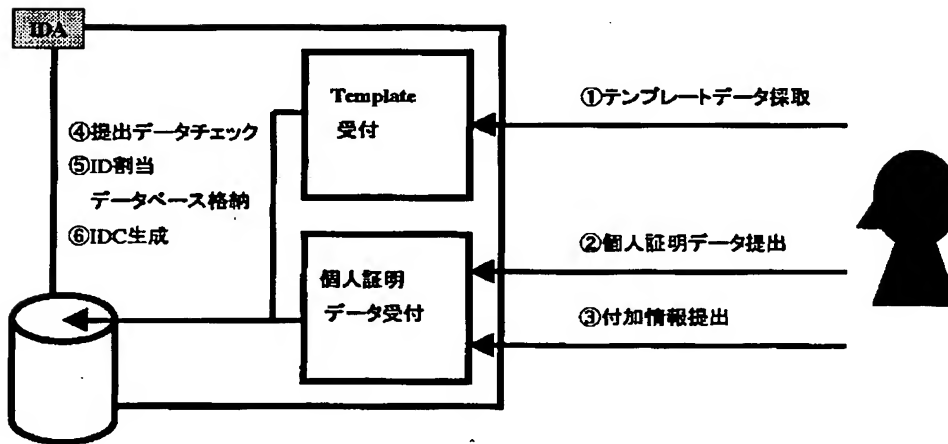 IDA
Template
受付
①テンプレートデータ採取
④提出データチェック
⑤ID割当
データベース格納
⑥IDC生成
個人証明
データ受付
②個人証明データ提出
③付加情報提出